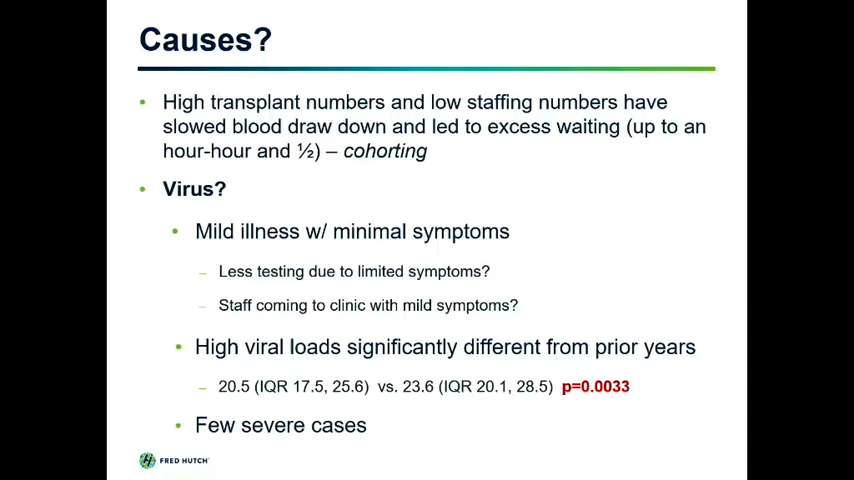 Causes?
• High transplant numbers and low staffing numbers have
slowed blood draw down and led to excess waiting (up to an
hour-hour and ½) – cohorting
• Virus?
• Mild illness w/ minimal symptoms
– Less testing due to limited symptoms?
– Staff coming to clinic with mild symptoms?
• High viral loads significantly different from prior years
– 20.5 (IQR 17.5, 25.6) vs. 23.6 (IQR 20.1, 28.5) p=0.0033
• Few severe cases
FRED HUTCH